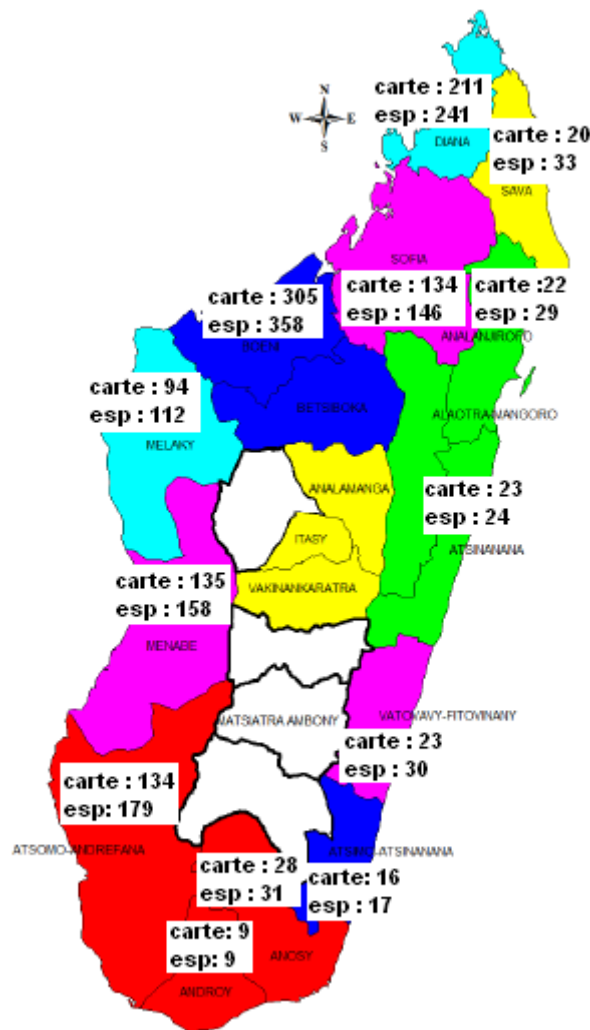 N
W E
S
carte : 211
esp : 241
DIANA
carte : 20
esp : 33
SAVA
SOFIA
carte : 305
esp : 358
BOENI
carte : 134
esp : 146
carte :22
esp : 29
ANALANJIROFO
BETSIBOKA
carte : 94
esp : 112
MELAKY
ALAOTRA-MANGORO
ANALAMANGA
carte : 23
esp : 24
ITASY
ATSINANANA
carte : 135
esp : 158
VAKINANKARATRA
MENABE
MATSIATRA AMBONY
VATOVAVY-FITOVINANY
carte : 23
esp : 30
carte : 134
esp: 179
ATSOMO-ANDREFANA
ATSIMO-ATSINANANA
carte : 28
esp : 31
carte: 16
esp : 17
carte: 9
esp: 9
ANOSY
ANDROY